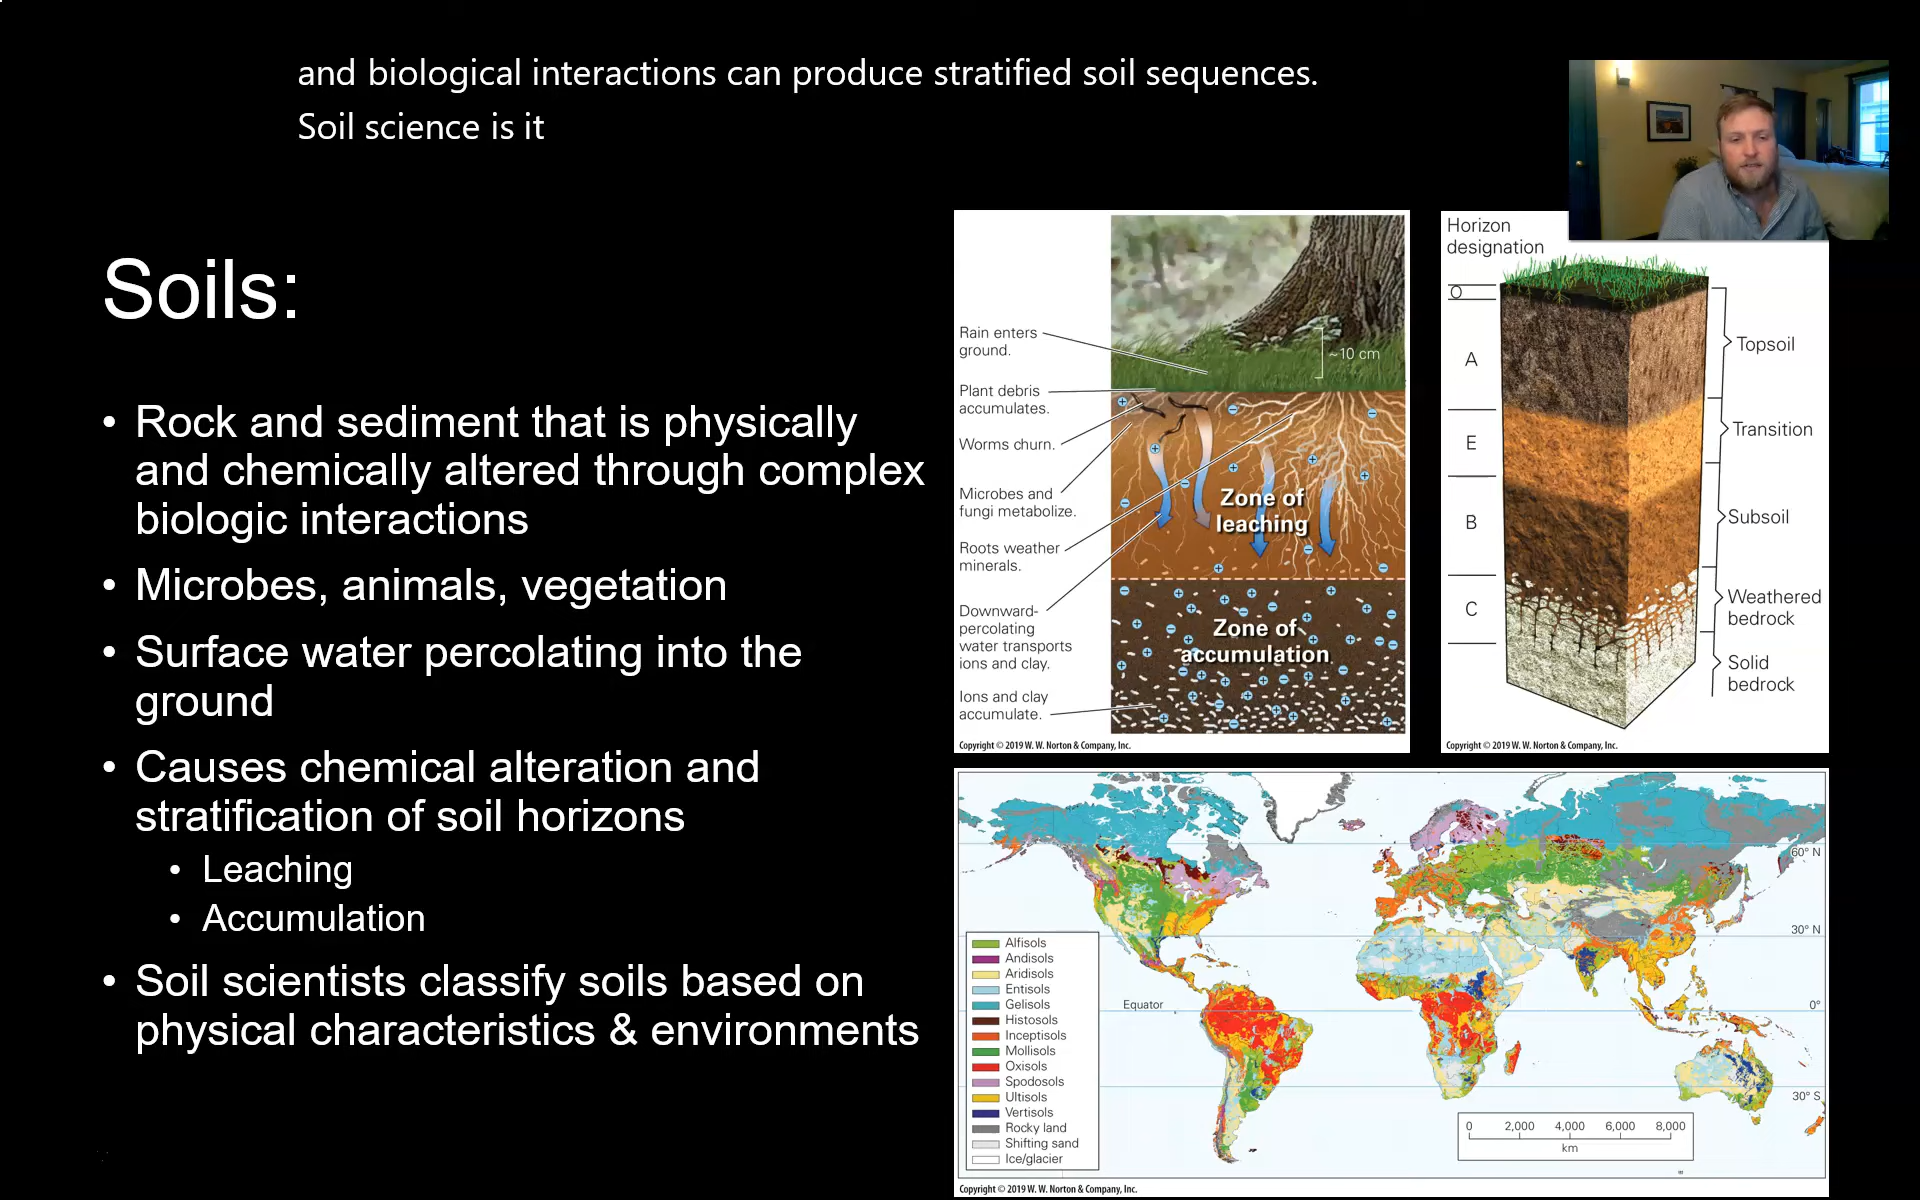 and biological interactions can produce stratified soil sequences.
Soil science is it
Soils:
• Rock and sediment that is physically
and chemically altered through complex
biologic interactions
• Microbes, animals, vegetation
• Surface water percolating into the
ground
• Causes chemical alteration and
stratification of soil horizons
• Leaching
• Accumulation
• Soil scientists classify soils based on
physical characteristics & environments
Rain enters
ground.
Plant debris
accumulates.
Worms churn.
Microbes and
fungi metabolize.
Roots weather
minerals.
Downward-
percolating
water transports
ions and clay.
Ions and clay
accumulate.
~10 cm
Zone of
leaching
Zone of
accumulation
Copyright © 2019 W. W. Norton & Company, Inc.
Horizon
designation
O
A
E
B
C
Topsoil
Transition
Subsoil
Weathered
bedrock
Solid
bedrock
Copyright © 2019 W. W. Norton & Company, Inc.
60° N
30° N
Equator
0°
30° S
Alfisols
Andisols
Aridisols
Entisols
Gelisols
Histosols
Inceptisols
Mollisols
Oxisols
Spodosols
Ultisols
Vertisols
Rocky land
Shifting sand
Ice/glacier
0 2,000 4,000 6,000 8,000
km
Copyright © 2019 W. W. Norton & Company, Inc.